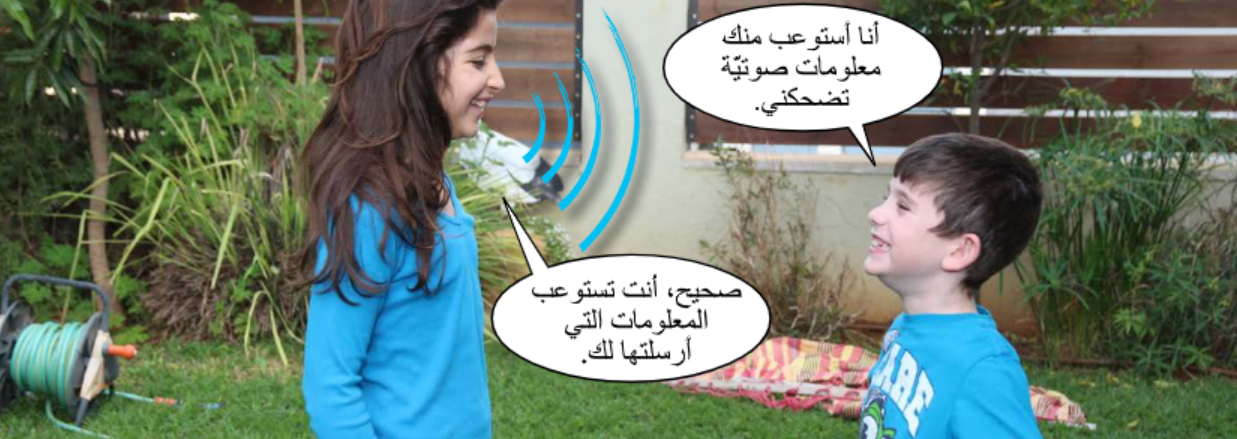 أنا أستوعب منك
معلومات صوتيّة
تضحكني.
صحيح، أنت تستوعب
المعلومات التي
أرسلتها لك.